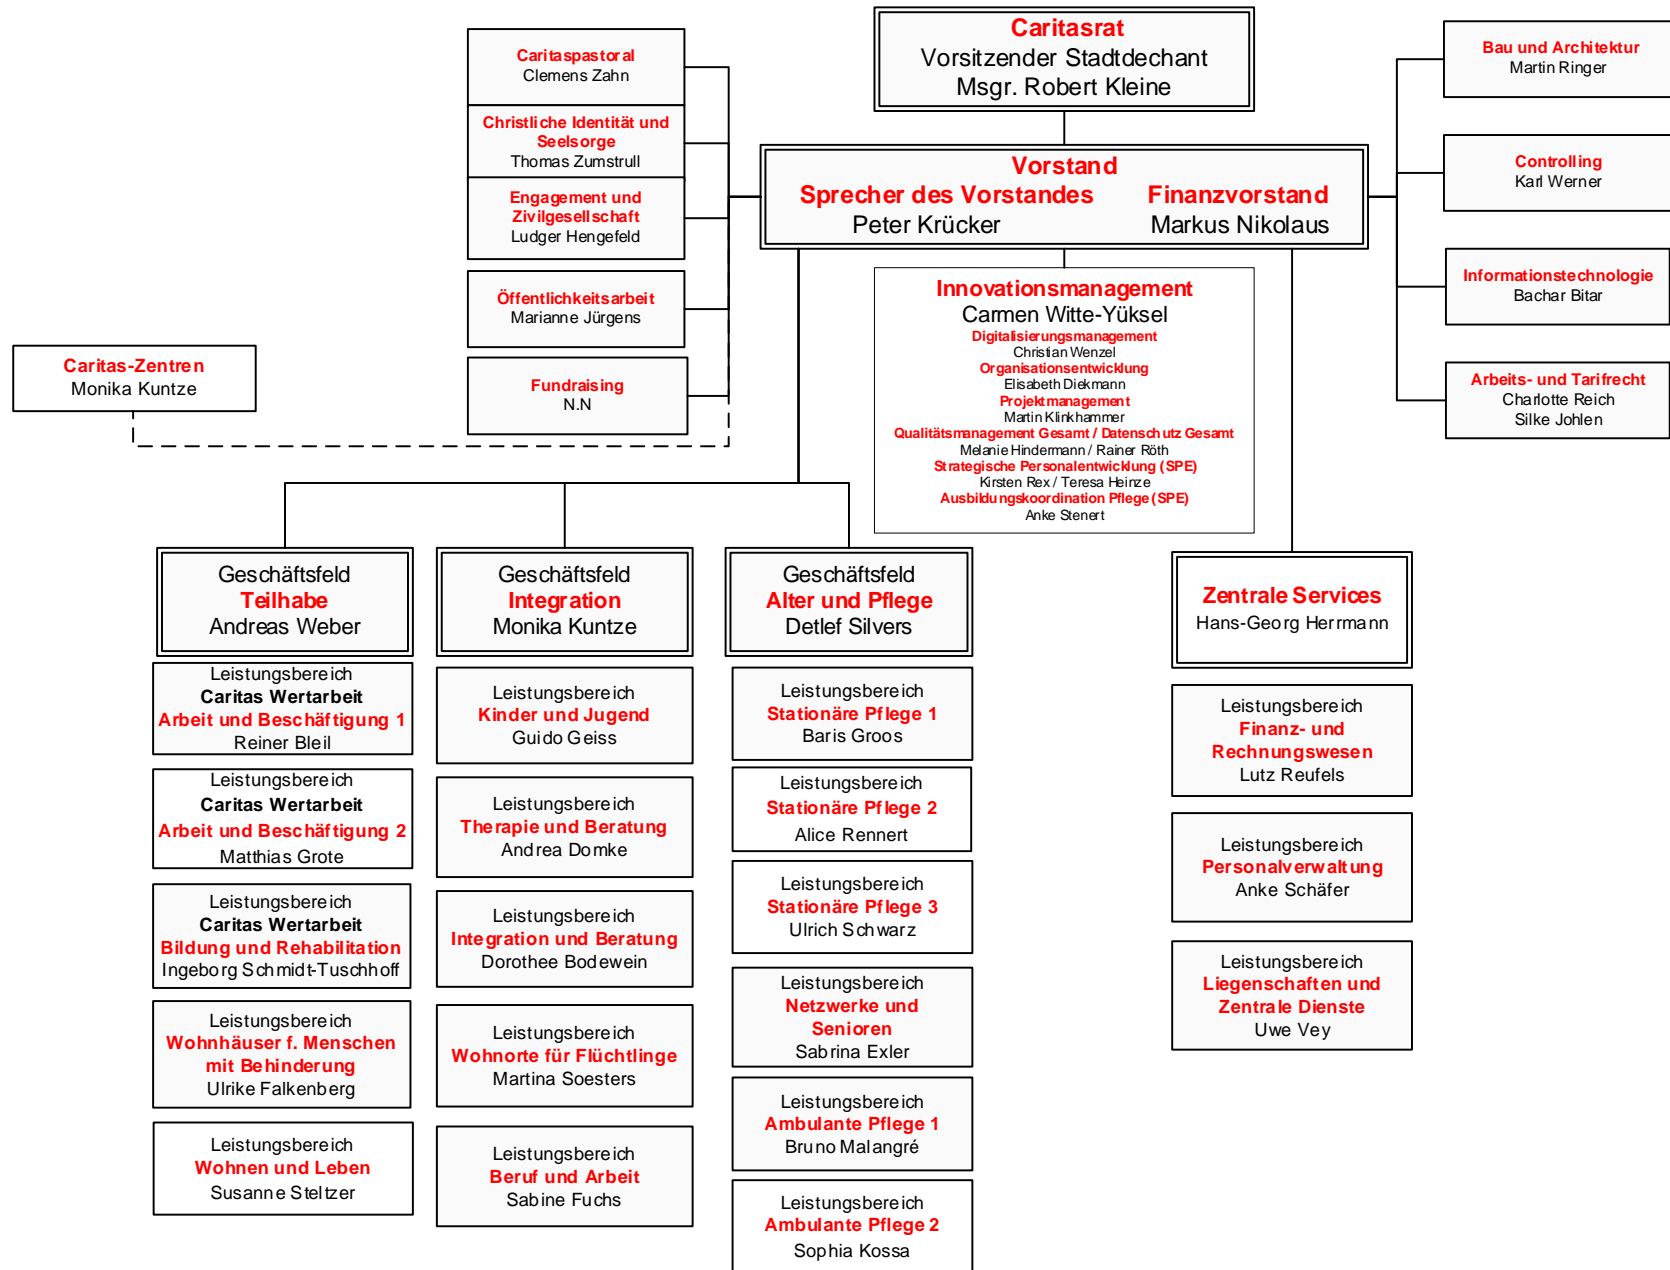 Caritasrat
Vorsitzender Stadtdechant
Msgr. Robert Kleine
Caritaspastoral
Clemens Zahn
Christliche Identität und
Seelsorge
Thomas Zumstrull
Engagement und
Zivilgesellschaft
Ludger Hengefeld
Öffentlichkeitsarbeit
Marianne Jürgens
Fundraising
N.N
Caritas-Zentren
Monika Kuntze
Vorstand
Sprecher des Vorstandes Finanzvorstand
Peter Krücker Markus Nikolaus
Bau und Architektur
Martin Ringer
Controlling
Karl Werner
Informationstechnologie
Bachar Bitar
Arbeits- und Tarifrecht
Charlotte Reich
Silke Johlen
Innovationsmanagement
Carmen Witte-Yüksel
Digitalisierungsmanagement
Christian Wenzel
Organisationsentwicklung
Elisabeth Diekmann
Projektmanagement
Martin Klinkhammer
Qualitätsmanagement Gesamt / Datenschutz Gesamt
Melanie Hindermann / Rainer Röth
Strategische Personalentwicklung (SPE)
Kirsten Rex / Teresa Heinze
Ausbildungskoordination Pflege (SPE)
Anke Stenert
Geschäftsfeld
Teilhabe
Andreas Weber
Leistungsbereich
Caritas Wertarbeit
Arbeit und Beschäftigung 1
Reiner Bleil
Leistungsbereich
Caritas Wertarbeit
Arbeit und Beschäftigung 2
Matthias Grote
Leistungsbereich
Caritas Wertarbeit
Bildung und Rehabilitation
Ingeborg Schmidt-Tuschhoff
Leistungsbereich
Wohnhäuser f. Menschen
mit Behinderung
Ulrike Falkenberg
Leistungsbereich
Wohnen und Leben
Susanne Steltzer
Geschäftsfeld
Integration
Monika Kuntze
Leistungsbereich
Kinder und Jugend
Guido Geiss
Leistungsbereich
Therapie und Beratung
Andrea Domke
Leistungsbereich
Integration und Beratung
Dorothee Bodewein
Leistungsbereich
Wohnorte für Flüchtlinge
Martina Soesters
Leistungsbereich
Beruf und Arbeit
Sabine Fuchs
Geschäftsfeld
Alter und Pflege
Detlef Silvers
Leistungsbereich
Stationäre Pflege 1
Baris Groos
Leistungsbereich
Stationäre Pflege 2
Alice Rennert
Leistungsbereich
Stationäre Pflege 3
Ulrich Schwarz
Leistungsbereich
Netzwerke und
Senioren
Sabrina Exler
Leistungsbereich
Ambulante Pflege 1
Bruno Malangré
Leistungsbereich
Ambulante Pflege 2
Sophia Kossa
Zentrale Services
Hans-Georg Herrmann
Leistungsbereich
Finanz- und
Rechnungswesen
Lutz Reufels
Leistungsbereich
Personalverwaltung
Anke Schäfer
Leistungsbereich
Liegenschaften und
Zentrale Dienste
Uwe Vey